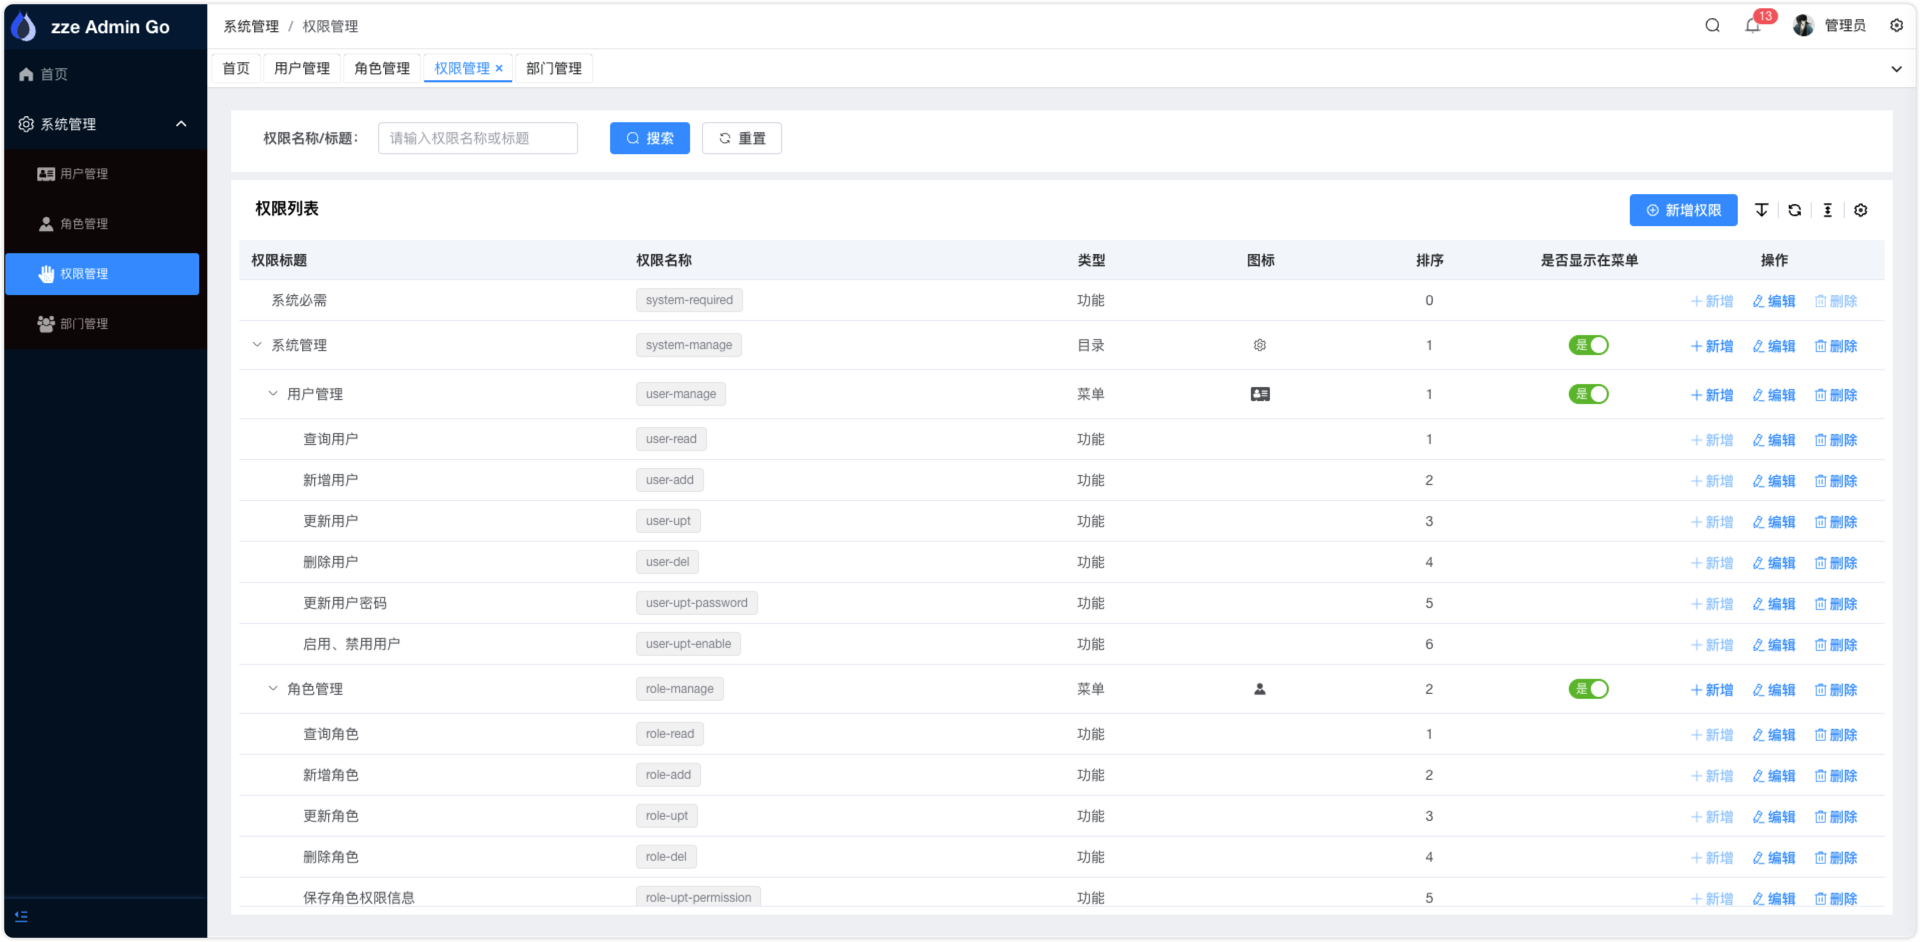 zze Admin Go
系统管理 / 权限管理
13
管理员
首页 用户管理 角色管理 权限管理 × 部门管理
首页
系统管理
用户管理
角色管理
权限管理
部门管理
权限名称/标题： 请输入权限名称或标题 搜索 重置
权限列表 新增权限
权限标题 权限名称 类型 图标 排序 是否显示在菜单 操作
系统必需 system-required 功能 0 新增 编辑 删除
系统管理 system-manage 目录 1 是 新增 编辑 删除
用户管理 user-manage 菜单 1 是 新增 编辑 删除
查询用户 user-read 功能 1 新增 编辑 删除
新增用户 user-add 功能 2 新增 编辑 删除
更新用户 user-upt 功能 3 新增 编辑 删除
删除用户 user-del 功能 4 新增 编辑 删除
更新用户密码 user-upt-password 功能 5 新增 编辑 删除
启用、禁用用户 user-upt-enable 功能 6 新增 编辑 删除
角色管理 role-manage 菜单 2 是 新增 编辑 删除
查询角色 role-read 功能 1 新增 编辑 删除
新增角色 role-add 功能 2 新增 编辑 删除
更新角色 role-upt 功能 3 新增 编辑 删除
删除角色 role-del 功能 4 新增 编辑 删除
保存角色权限信息 role-upt-permission 功能 5 新增 编辑 删除